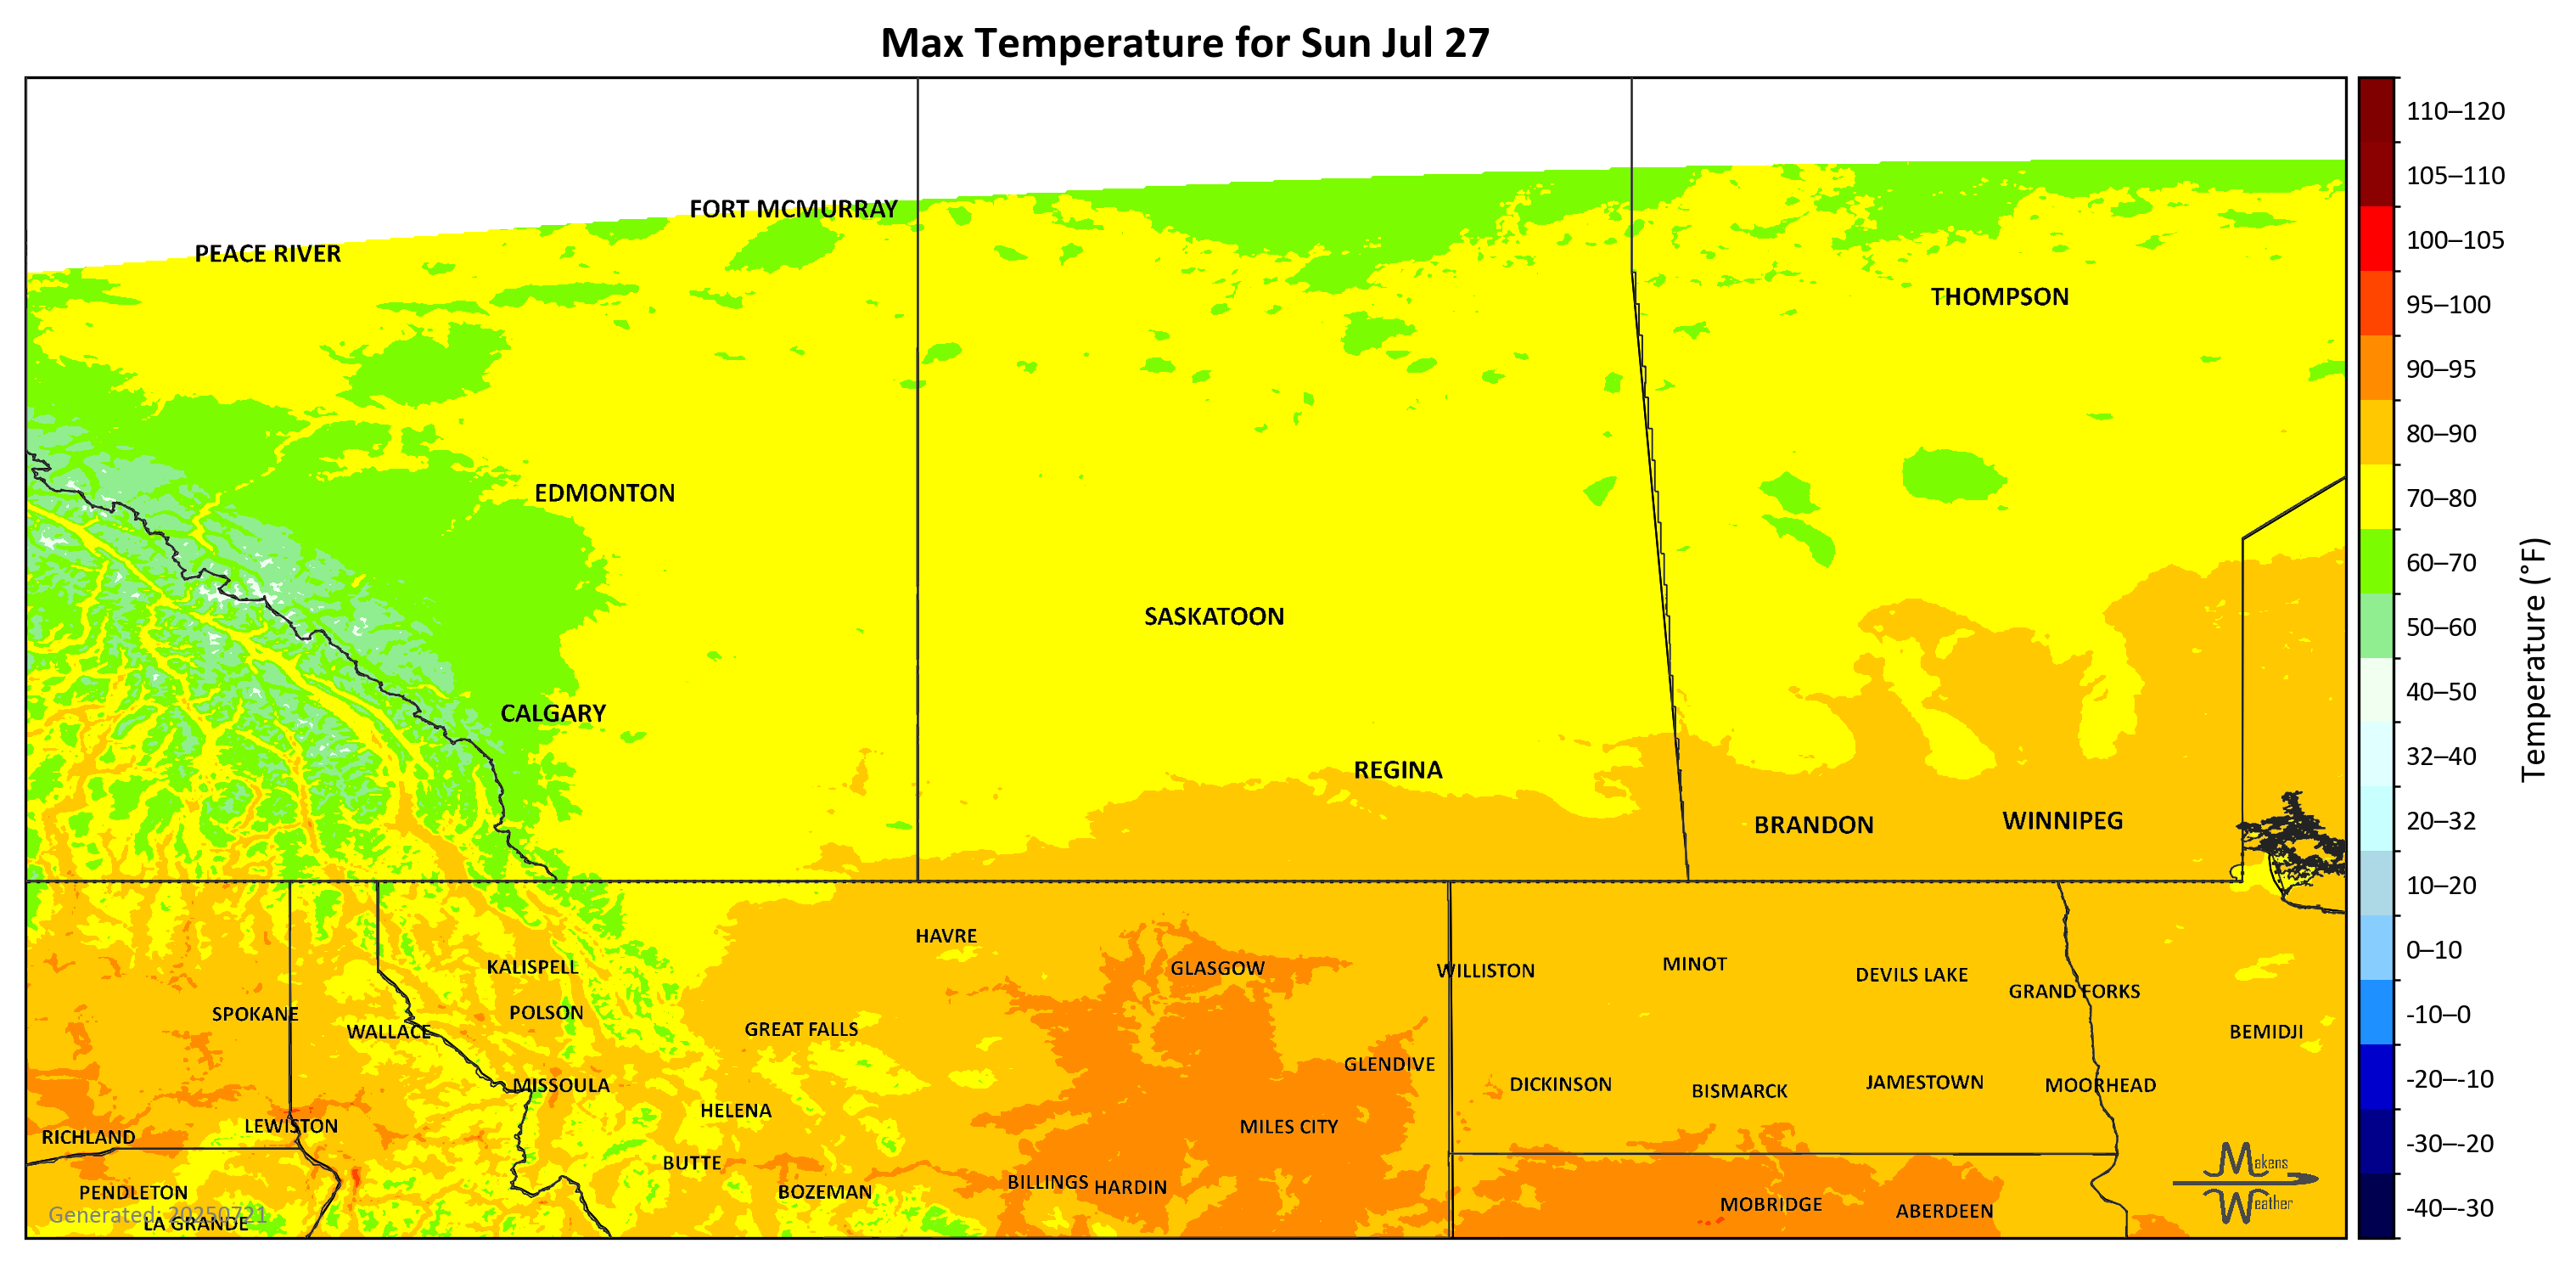 Max Temperature for Sun Jul 27
110–120
105–110
FORT MCMURRAY
100–105
PEACE RIVER
THOMPSON
95–100
90–95
80–90
EDMONTON
70–80
60–70
SASKATOON
50–60
Temperature (°F)
CALGARY
40–50
REGINA
32–40
BRANDON
WINNIPEG
20–32
10–20
HAVRE
0–10
KALISPELL
GLASGOW
WILLISTON
MINOT
DEVILS LAKE
GRAND FORKS
SPOKANE
POLSON
-10–0
WALLACE
GREAT FALLS
BEMIDJI
GLENDIVE
MISSOULA
DICKINSON
BISMARCK
JAMESTOWN
MOORHEAD
-20–-10
HELENA
LEWISTON
MILES CITY
RICHLAND
-30–-20
BUTTE
Makens
Weather
PENDLETON
BOZEMAN
BILLINGS
HARDIN
MOBRIDGE
ABERDEEN
-40–-30
Generated: 20250721
LA GRANDE